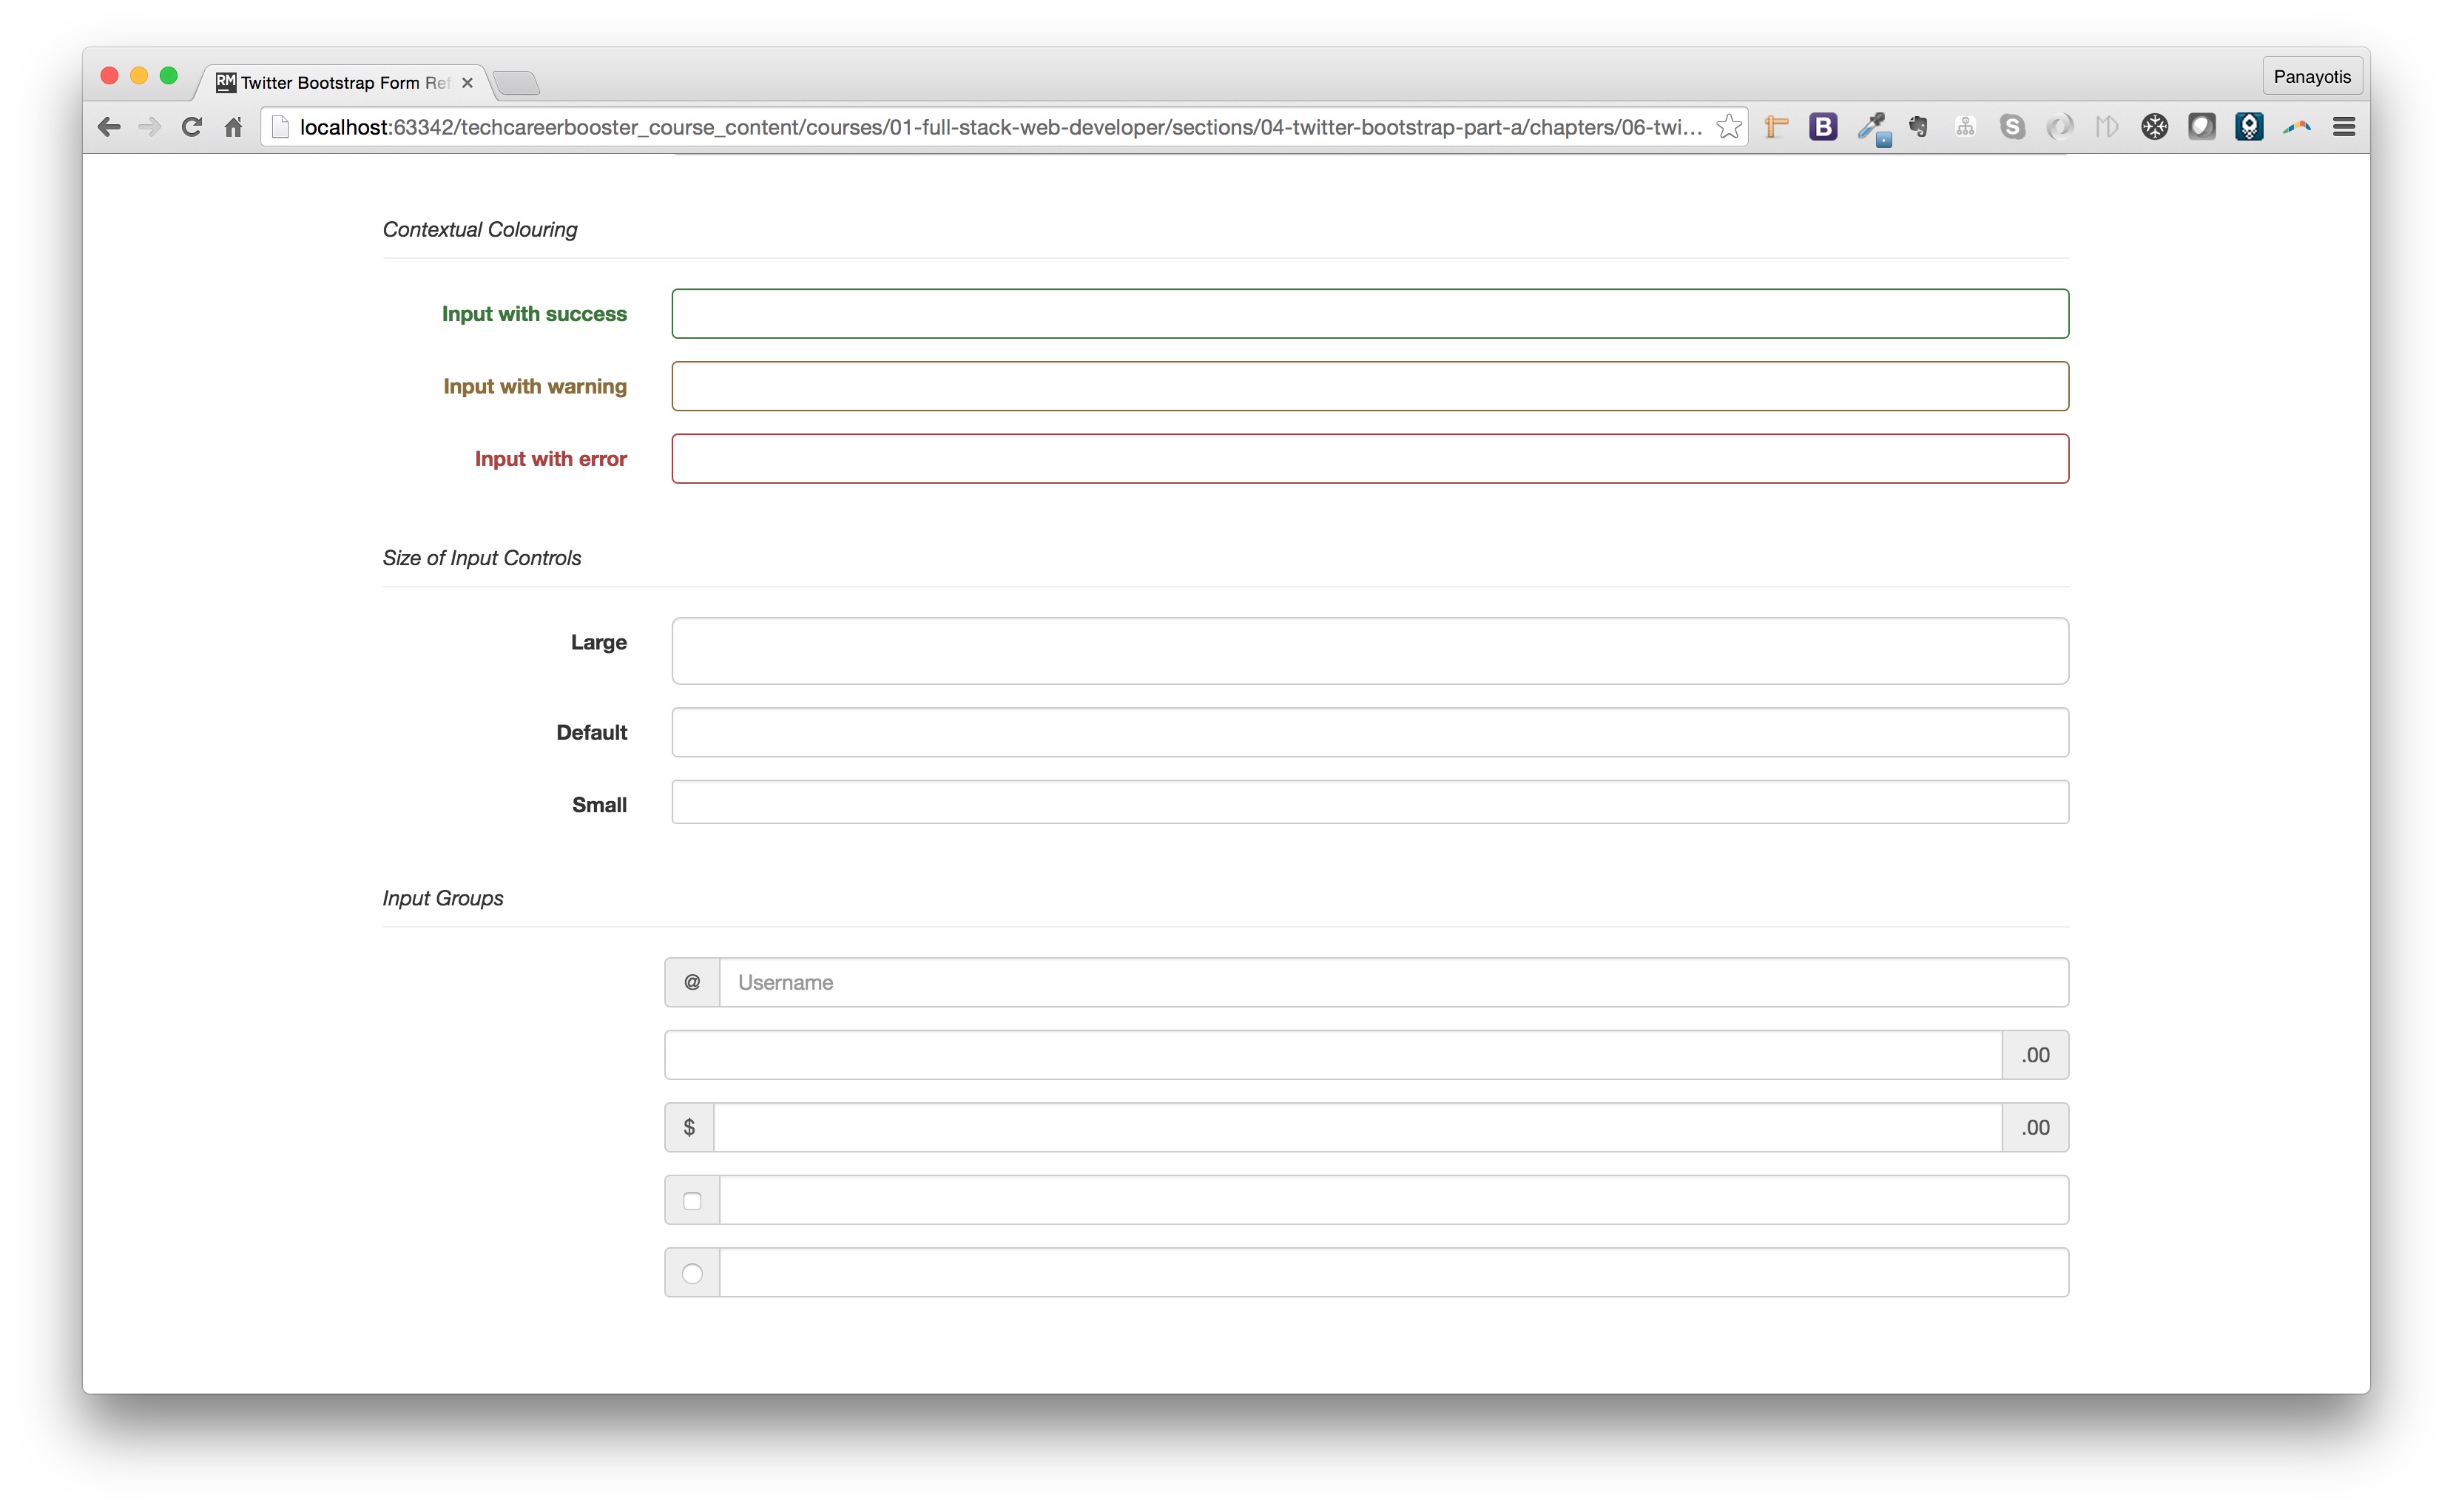 RM Twitter Bootstrap Form Ref
Panayotis
localhost:63342/techcareerbooster_course_content/courses/01-full-stack-web-developer/sections/04-twitter-bootstrap-part-a/chapters/06-twi...
B
S
Contextual Colouring
Input with success
Input with warning
Input with error
Size of Input Controls
Large
Default
Small
Input Groups
@ Username
.00
$ .00